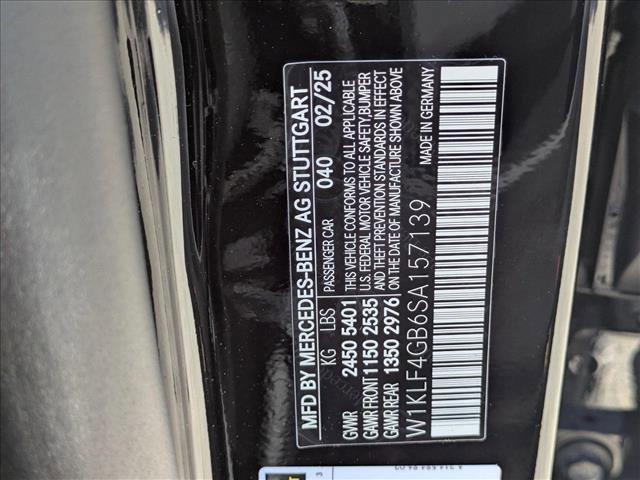 MFD BY MERCEDES-BENZ AG STUTTGART
KG LBS PASSENGER CAR 040 02/25
GWR 2450 5401 THIS VEHICLE CONFORMS TO ALL APPLICABLE
GAWR FRONT 1150 2535 U.S. FEDERAL MOTOR VEHICLE SAFETY, BUMPER
GAWR REAR 1350 2976 AND THEFT PREVENTION STANDARDS IN EFFECT
ON THE DATE OF MANUFACTURE SHOWN ABOVE
W1KLF4GB6SA157139 MADE IN GERMANY